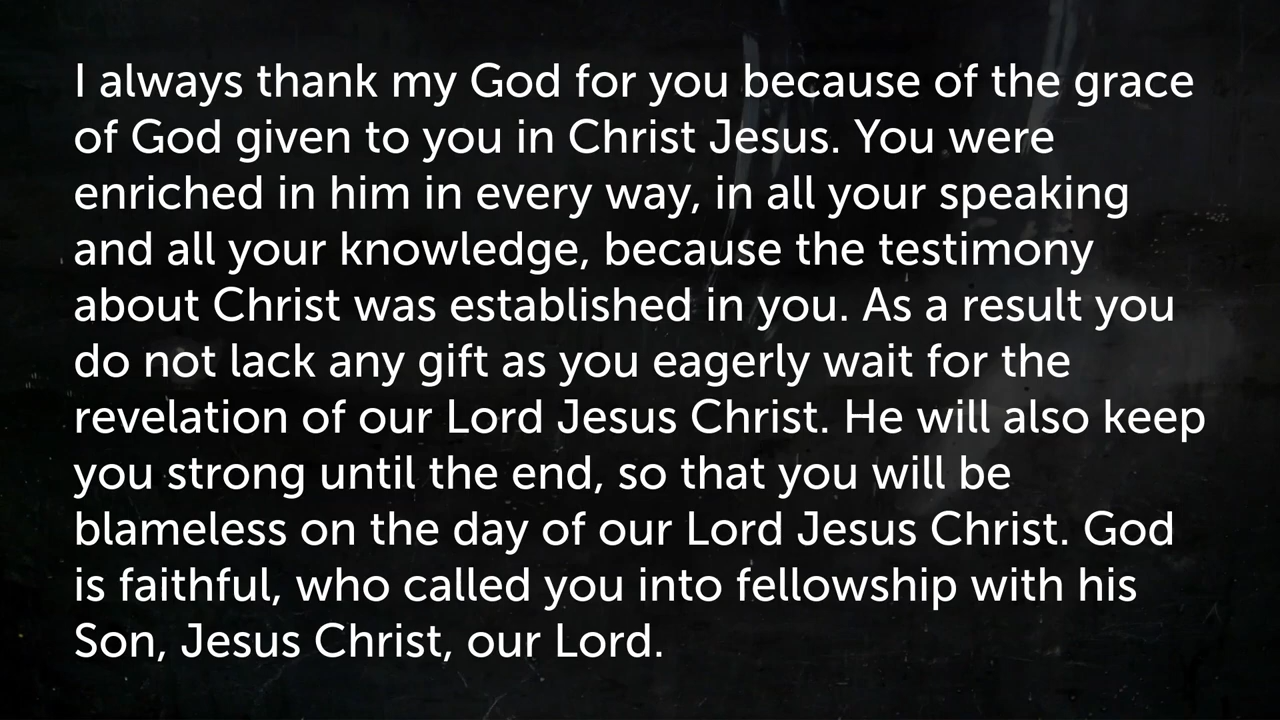 I always thank my God for you because of the grace
of God given to you in Christ Jesus. You were
enriched in him in every way, in all your speaking
and all your knowledge, because the testimony
about Christ was established in you. As a result you
do not lack any gift as you eagerly wait for the
revelation of our Lord Jesus Christ. He will also keep
you strong until the end, so that you will be
blameless on the day of our Lord Jesus Christ. God
is faithful, who called you into fellowship with his
Son, Jesus Christ, our Lord.